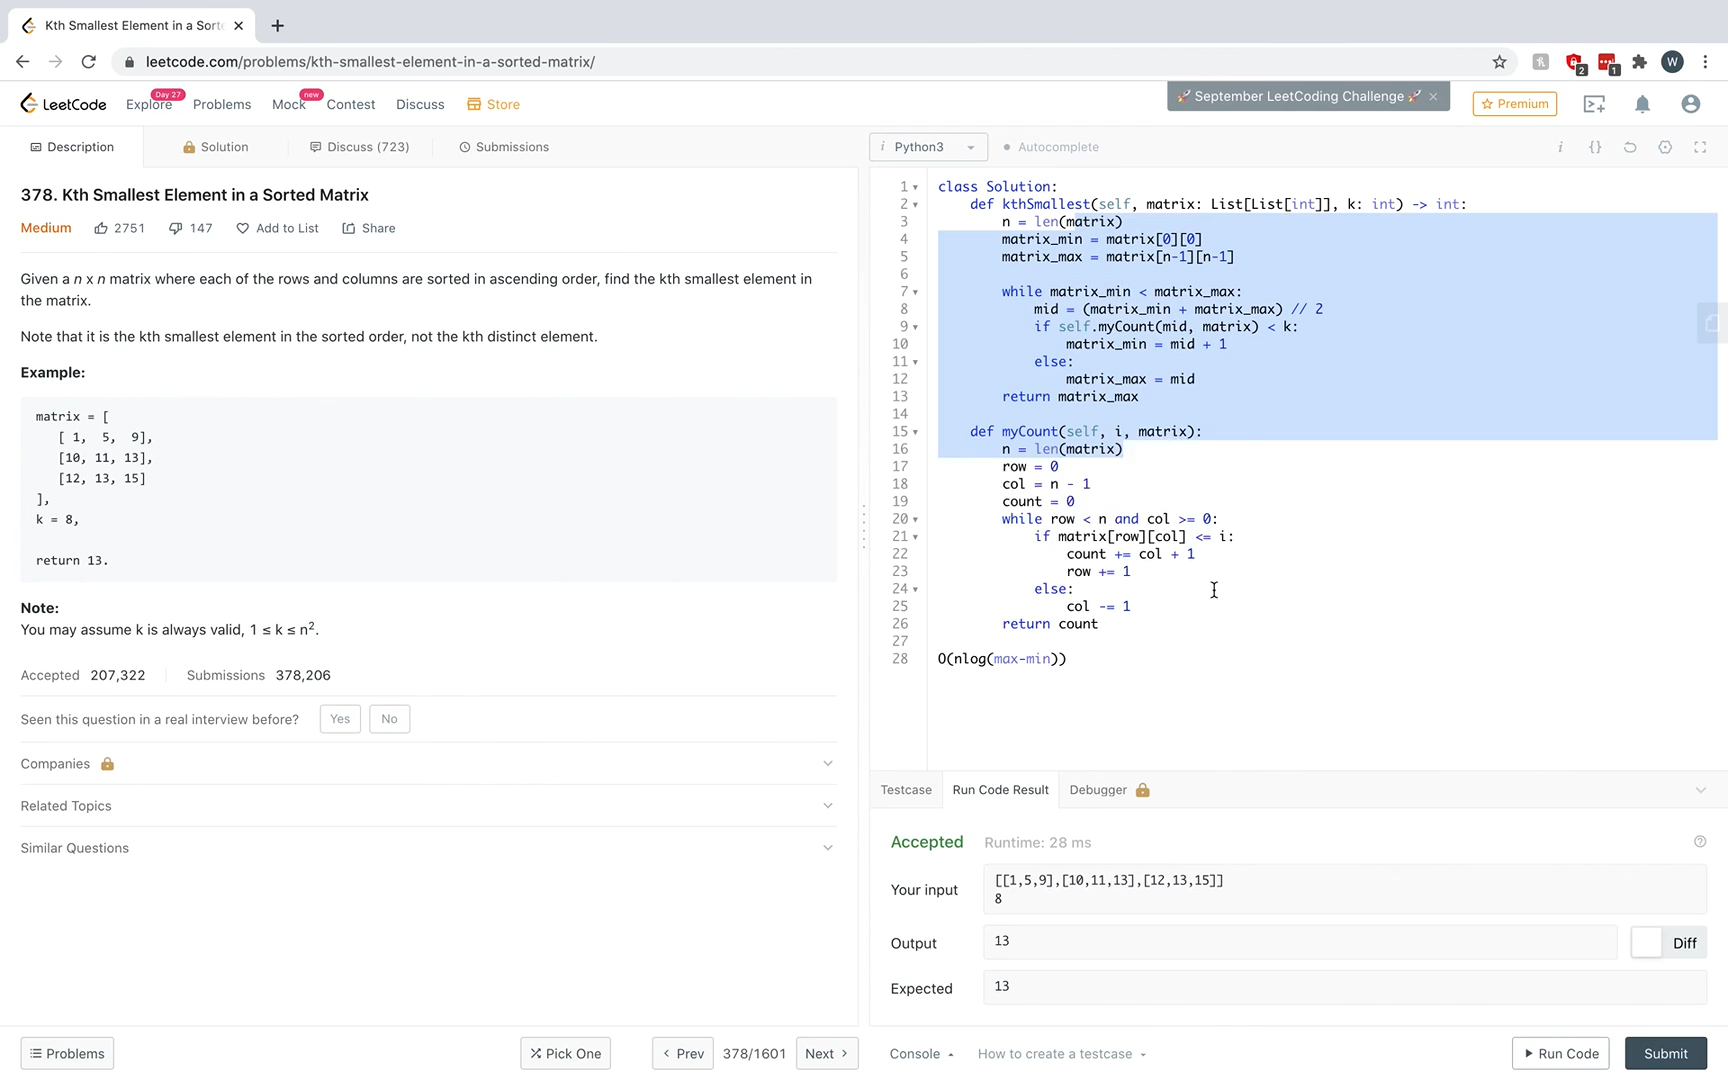 Kth Smallest Element in a Sort
leetcode.com/problems/kth-smallest-element-in-a-sorted-matrix/
2
1
W
LeetCode
Explore
Day 27
Problems
Mock
new
Contest
Discuss
Store
🚀 September LeetCoding Challenge 🚀 ×
Premium
Description
Solution
Discuss (723)
Submissions
i Python3
Autocomplete
i {}
378. Kth Smallest Element in a Sorted Matrix
Medium 2751 147 Add to List Share
Given a n x n matrix where each of the rows and columns are sorted in ascending order, find the kth smallest element in
the matrix.
Note that it is the kth smallest element in the sorted order, not the kth distinct element.
Example:
matrix = [
[ 1, 5, 9],
[10, 11, 13],
[12, 13, 15]
],
k = 8,
return 13.
Note:
You may assume k is always valid, 1 ≤ k ≤ n².
Accepted 207,322 Submissions 378,206
Seen this question in a real interview before? Yes No
Companies
Related Topics
Similar Questions
Problems
Pick One
< Prev 378/1601 Next >
1 class Solution:
2 def kthSmallest(self, matrix: List[List[int]], k: int) -> int:
3 n = len(matrix)
4 matrix_min = matrix[0][0]
5 matrix_max = matrix[n-1][n-1]
6
7 while matrix_min < matrix_max:
8 mid = (matrix_min + matrix_max) // 2
9 if self.myCount(mid, matrix) < k:
10 matrix_min = mid + 1
11 else:
12 matrix_max = mid
13 return matrix_max
14
15 def myCount(self, i, matrix):
16 n = len(matrix)
17 row = 0
18 col = n - 1
19 count = 0
20 while row < n and col >= 0:
21 if matrix[row][col] <= i:
22 count += col + 1
23 row += 1
24 else:
25 col -= 1
26 return count
27
28 O(nlog(max-min))
Testcase
Run Code Result
Debugger
Accepted Runtime: 28 ms
Your input
[[1,5,9],[10,11,13],[12,13,15]]
8
Output
13
Diff
Expected
13
Console
How to create a testcase
Run Code
Submit